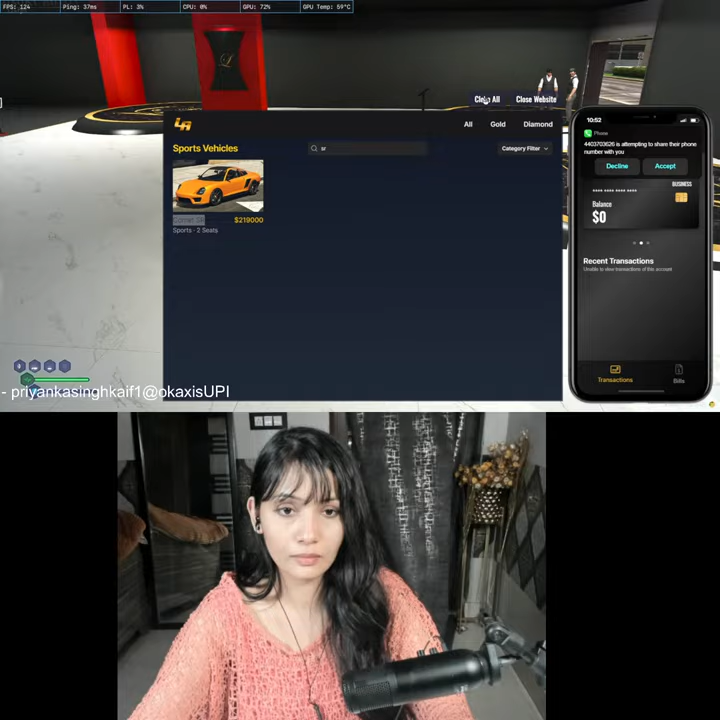 FPS: 124 Ping: 37ms PL: 3% CPU: 0% GPU: 72% GPU Temp: 59°C
Close Website
All Gold Diamond
Sports Vehicles
sr
Category Filter
$219000
Sports · 2 Seats
- priyankasinghkaif1@okaxisUPI
10:52
Phone
4403703626 is attempting to share their phone
number with you
Decline Accept
BUSINESS
**** **** **** ****
Balance
$0
Recent Transactions
Unable to view transactions of this account
Transactions Bills